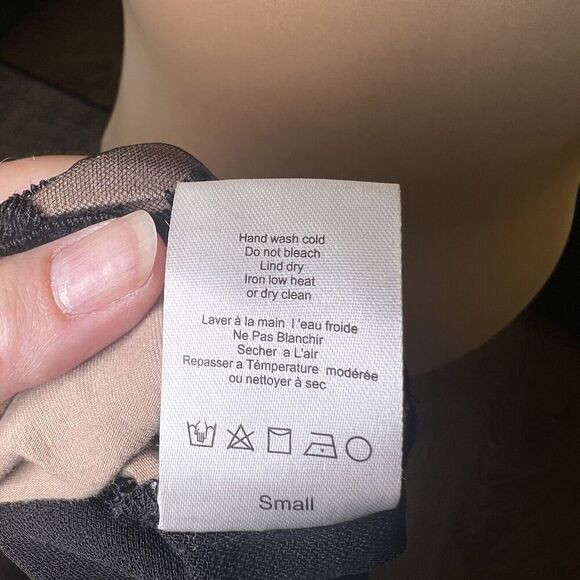 Hand wash cold
Do not bleach
Lind dry
Iron low heat
or dry clean
Laver à la main l 'eau froide
Ne Pas Blanchir
Secher a L'air
Repasser a Témperature modérée
ou nettoyer à sec
Small